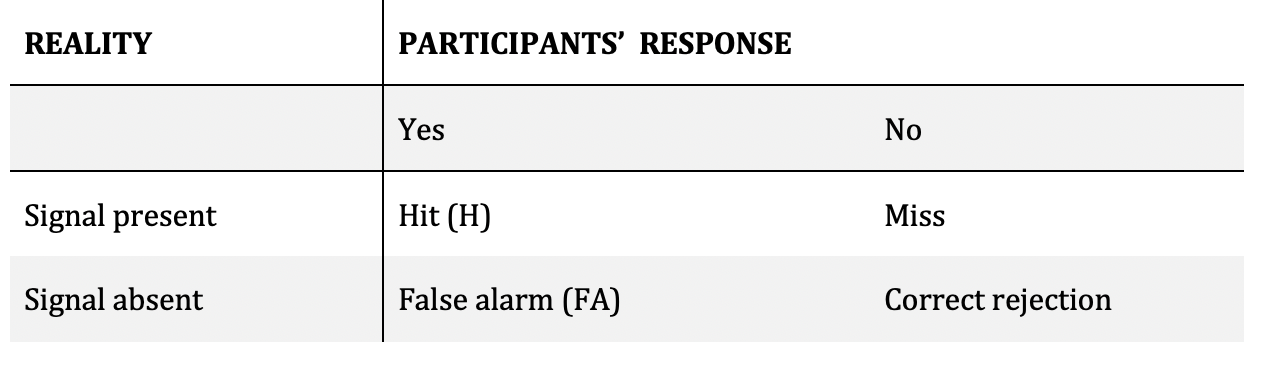 REALITY PARTICIPANTS’ RESPONSE
Yes No
Signal present Hit (H) Miss
Signal absent False alarm (FA) Correct rejection